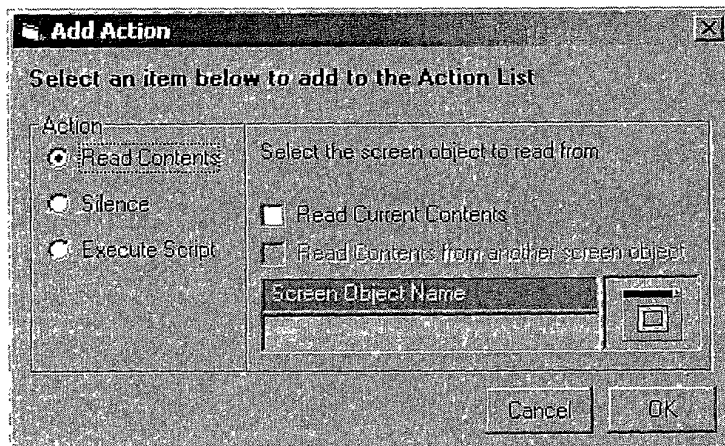 Add Action
Select an item below to add to the Action List
Action
Read Contents
Silence
Execute Script
Select the screen object to read from
Read Current Contents
Read Contents from another screen object
Screen Object Name
Cancel
OK